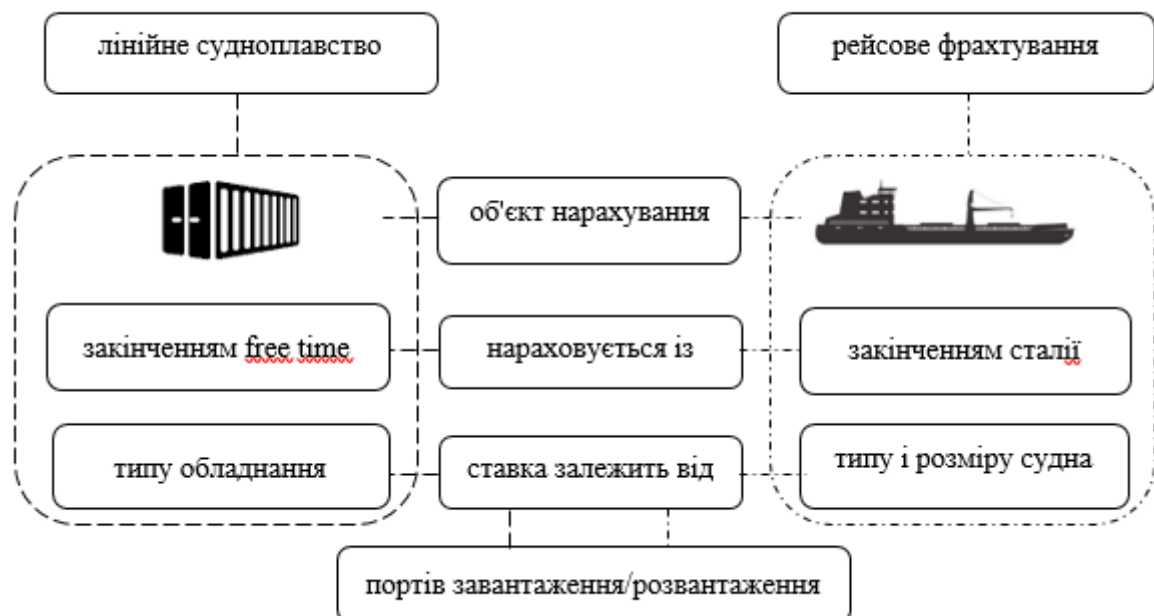 лінійне судноплавство
рейсове фрахтування
об'єкт нарахування
закінченням free time
нараховується із
закінченням сталії
типу обладнання
ставка залежить від
типу і розміру судна
портів завантаження/розвантаження